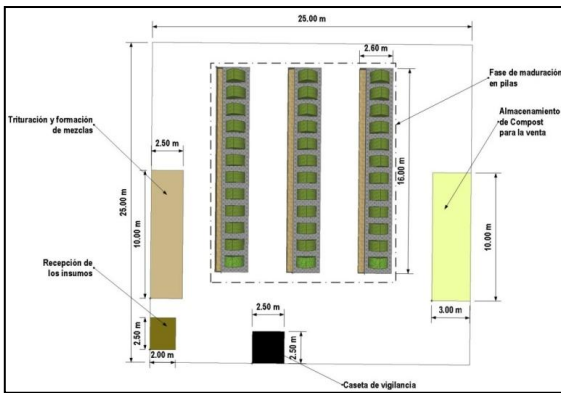 25.00 m
2.60 m
Fase de maduración
en pilas
Almacenamiento
de Compost
para la venta
Trituración y formación
de mezclas
2.50 m
16.00 m
25.00 m
10.00 m
10.00 m
Recepción de
los insumos
2.50 m
3.00 m
2.50 m
2.50 m
2.00 m
Caseta de vigilancia